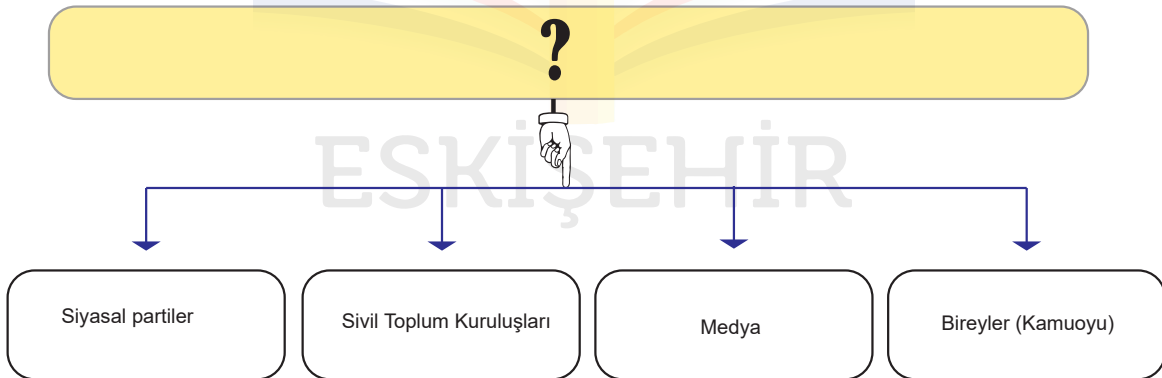 ?
ESKİŞEHİR
Siyasal partiler
Sivil Toplum Kuruluşları
Medya
Bireyler (Kamuoyu)